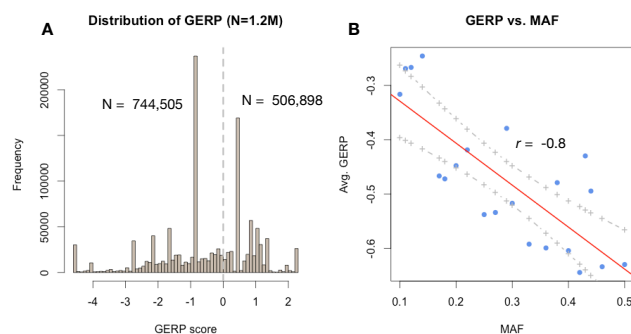 A
Distribution of GERP (N=1.2M)
N = 744,505
N = 506,898
Frequency
0
50000
100000
200000
-4
-3
-2
-1
0
1
2
GERP score
B
GERP vs. MAF
r = -0.8
Avg. GERP
-0.3
-0.4
-0.5
-0.6
0.1
0.2
0.3
0.4
0.5
MAF